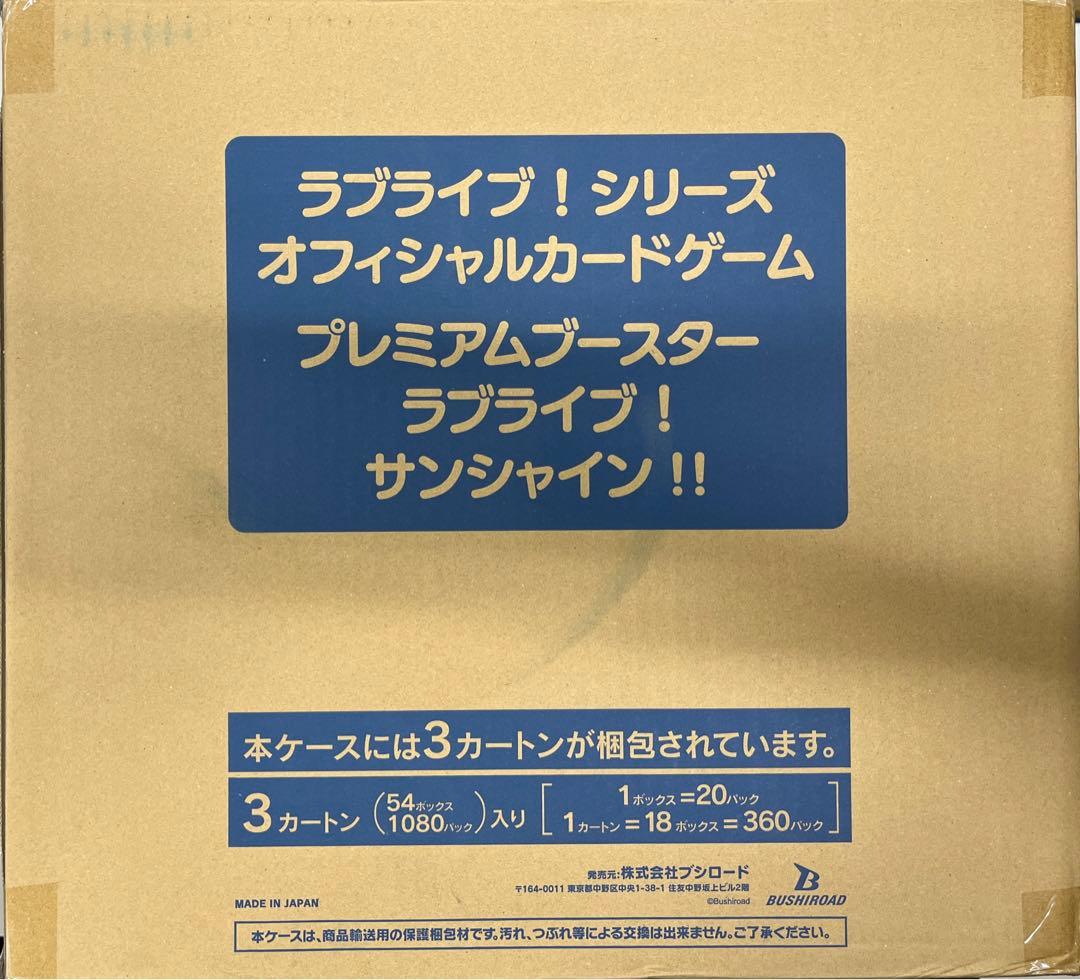 ラブライブ！シリーズ
オフィシャルカードゲーム
プレミアムブースター
ラブライブ！
サンシャイン!!
本ケースには3カートンが梱包されています。
3カートン(54ボックス 1080パック)入り [1ボックス=20パック
1カートン=18ボックス=360パック]
発売元:株式会社ブシロード
〒164-0011 東京都中野区中央1-38-1 住友中野坂上ビル2階
©Bushiroad
BUSHIROAD
MADE IN JAPAN
本ケースは、商品輸送用の保護梱包材です。汚れ、つぶれ等による交換は出来ません。ご了承ください。